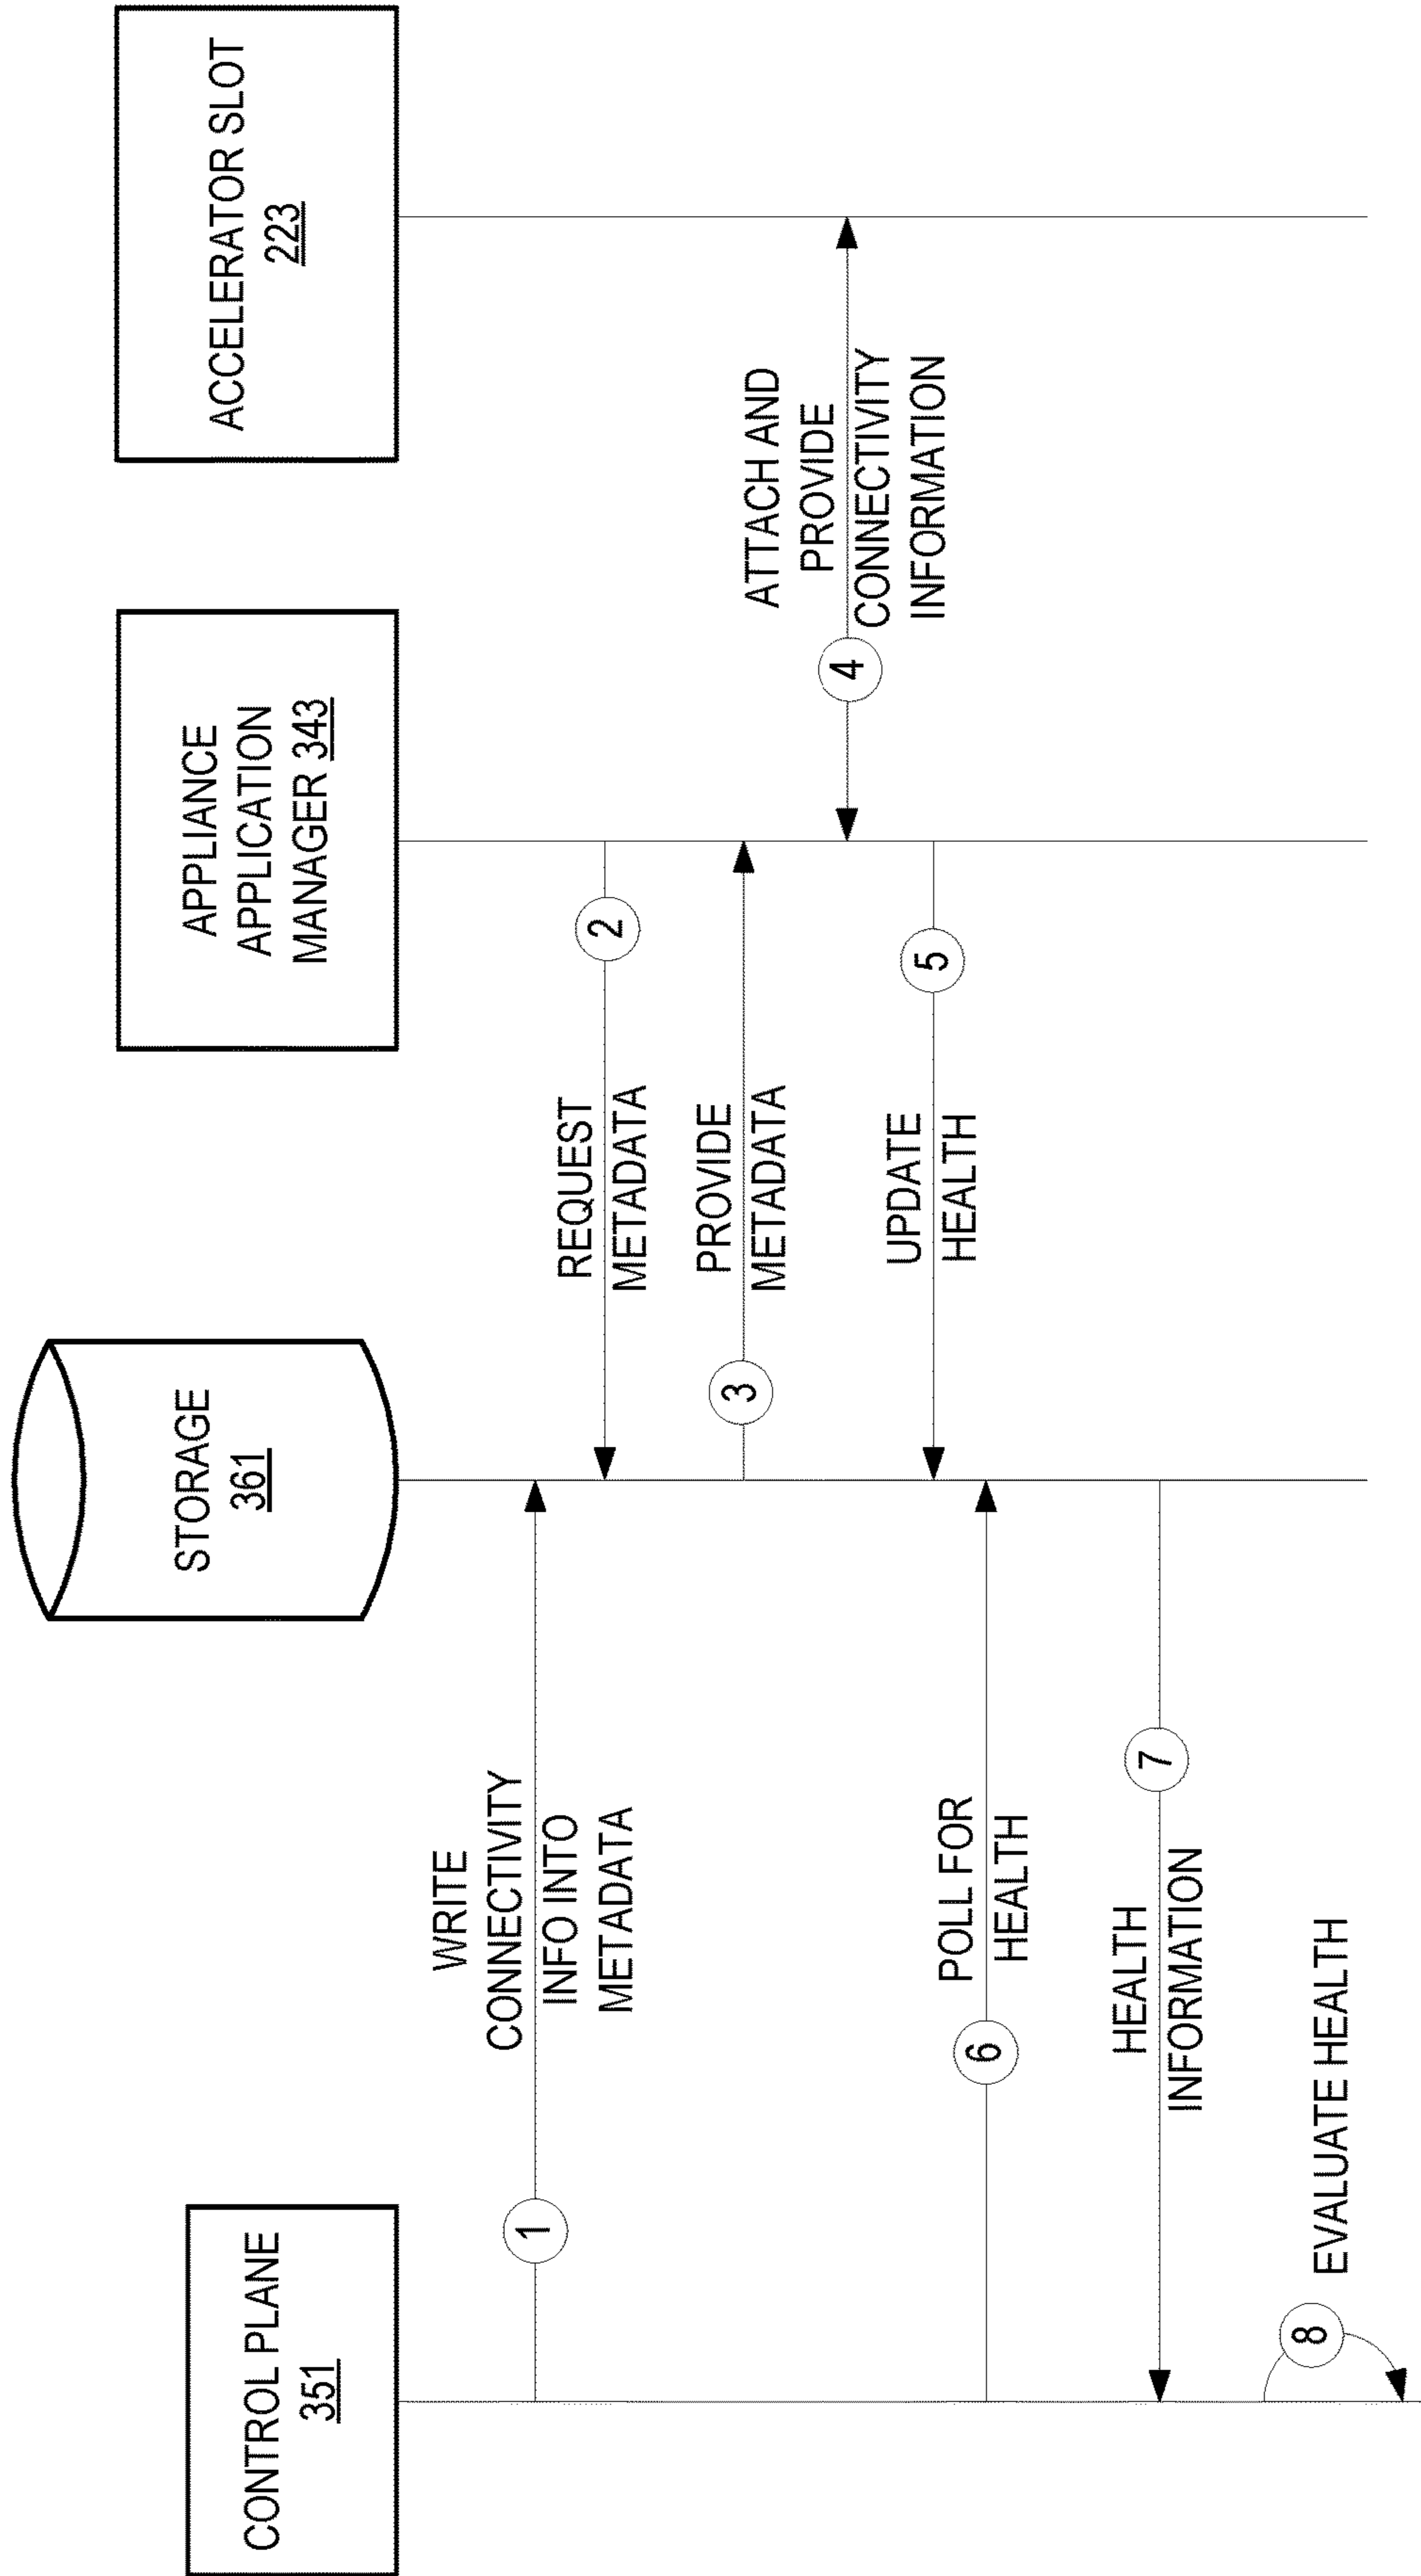 CONTROL PLANE
351
STORAGE
361
APPLIANCE
APPLICATION
MANAGER 343
ACCELERATOR SLOT
223
WRITE
CONNECTIVITY
INFO INTO
METADATA
1
REQUEST
METADATA
2
PROVIDE
METADATA
3
ATTACH AND
PROVIDE
CONNECTIVITY
INFORMATION
4
UPDATE
HEALTH
5
POLL FOR
HEALTH
6
HEALTH
INFORMATION
7
EVALUATE HEALTH
8